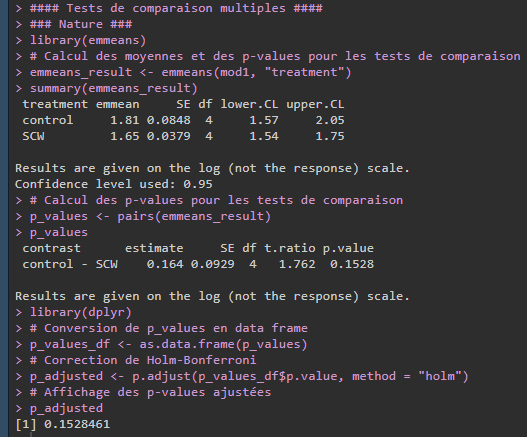 > #### Tests de comparaison multiples ####
> ### Nature ###
> library(emmeans)
> # Calcul des moyennes et des p-values pour les tests de comparaison
> emmeans_result <- emmeans(mod1, "treatment")
> summary(emmeans_result)
 treatment emmean     SE df lower.CL upper.CL
 control     1.81 0.0848  4     1.57     2.05
 SCW         1.65 0.0379  4     1.54     1.75

Results are given on the log (not the response) scale.
Confidence level used: 0.95
> # Calcul des p-values pour les tests de comparaison
> p_values <- pairs(emmeans_result)
> p_values
 contrast      estimate     SE df t.ratio p.value
 control - SCW    0.164 0.0929  4   1.762  0.1528

Results are given on the log (not the response) scale.
> library(dplyr)
> # Conversion de p_values en data frame
> p_values_df <- as.data.frame(p_values)
> # Correction de Holm-Bonferroni
> p_adjusted <- p.adjust(p_values_df$p.value, method = "holm")
> # Affichage des p-values ajustées
> p_adjusted
[1] 0.1528461